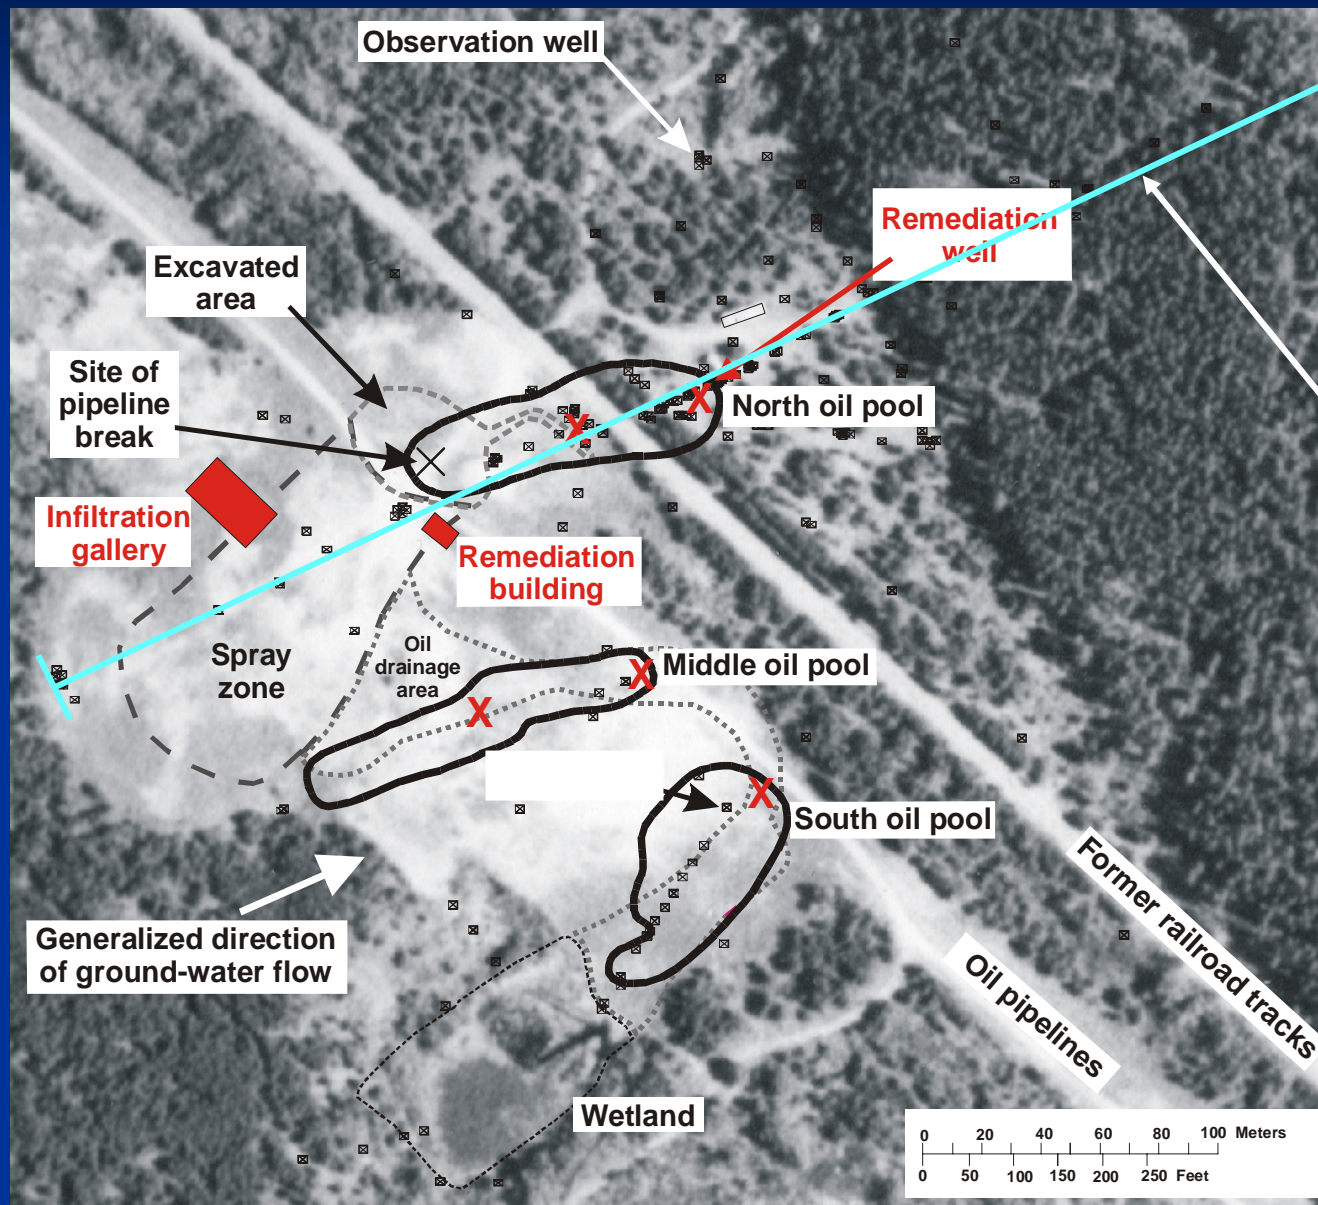 Observation well
Remediation
well
Excavated
area
Site of
pipeline
break
North oil pool
Infiltration
gallery
Remediation
building
Spray
zone
Oil
drainage
area
Middle oil pool
South oil pool
Generalized direction
of ground-water flow
Former railroad tracks
Oil pipelines
Wetland
0 20 40 60 80 100 Meters
0 50 100 150 200 250 Feet